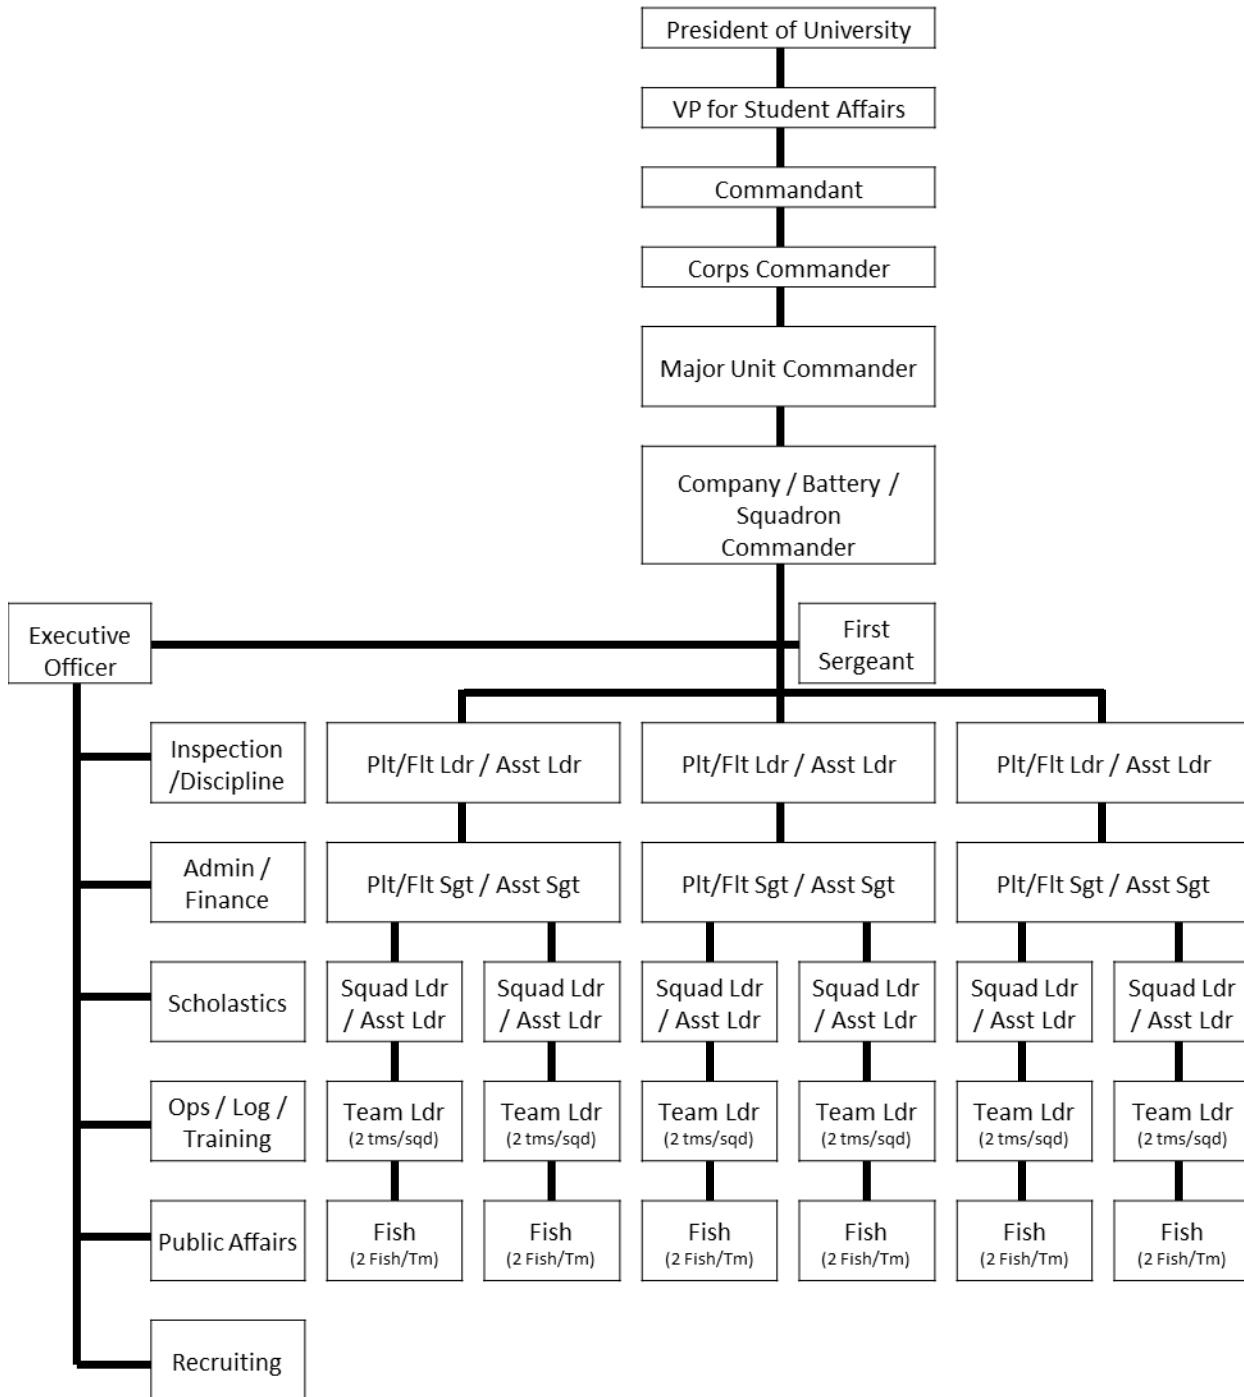 President of University
VP for Student Affairs
Commandant
Corps Commander
Major Unit Commander
Company / Battery /
Squadron
Commander
Executive
Officer
First
Sergeant
Inspection
/Discipline
Plt/Flt Ldr / Asst Ldr
Plt/Flt Ldr / Asst Ldr
Plt/Flt Ldr / Asst Ldr
Admin /
Finance
Plt/Flt Sgt / Asst Sgt
Plt/Flt Sgt / Asst Sgt
Plt/Flt Sgt / Asst Sgt
Scholastics
Squad Ldr
/ Asst Ldr
Squad Ldr
/ Asst Ldr
Squad Ldr
/ Asst Ldr
Squad Ldr
/ Asst Ldr
Squad Ldr
/ Asst Ldr
Squad Ldr
/ Asst Ldr
Ops / Log /
Training
Team Ldr
(2 tms/sqd)
Team Ldr
(2 tms/sqd)
Team Ldr
(2 tms/sqd)
Team Ldr
(2 tms/sqd)
Team Ldr
(2 tms/sqd)
Team Ldr
(2 tms/sqd)
Public Affairs
Fish
(2 Fish/Tm)
Fish
(2 Fish/Tm)
Fish
(2 Fish/Tm)
Fish
(2 Fish/Tm)
Fish
(2 Fish/Tm)
Fish
(2 Fish/Tm)
Recruiting